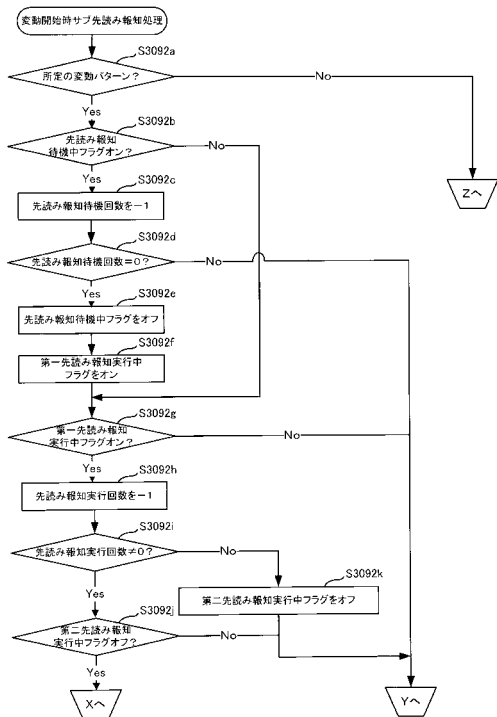 変動開始時サブ先読み報知処理
S3092a
所定の変動パターン?
No
Yes
S3092b
先読み報知
待機中フラグオン?
No
Zへ
Yes
S3092c
先読み報知待機回数を−1
S3092d
先読み報知待機回数=0?
No
Yes
S3092e
先読み報知待機中フラグをオフ
S3092f
第一先読み報知実行中
フラグをオン
S3092g
第一先読み報知
実行中フラグオン?
No
Yes
S3092h
先読み報知実行回数を−1
S3092i
先読み報知実行回数≠0?
No
Yes
S3092k
第二先読み報知実行中フラグをオフ
S3092j
第二先読み報知
実行中フラグオフ?
No
Yes
Xへ
Yへ